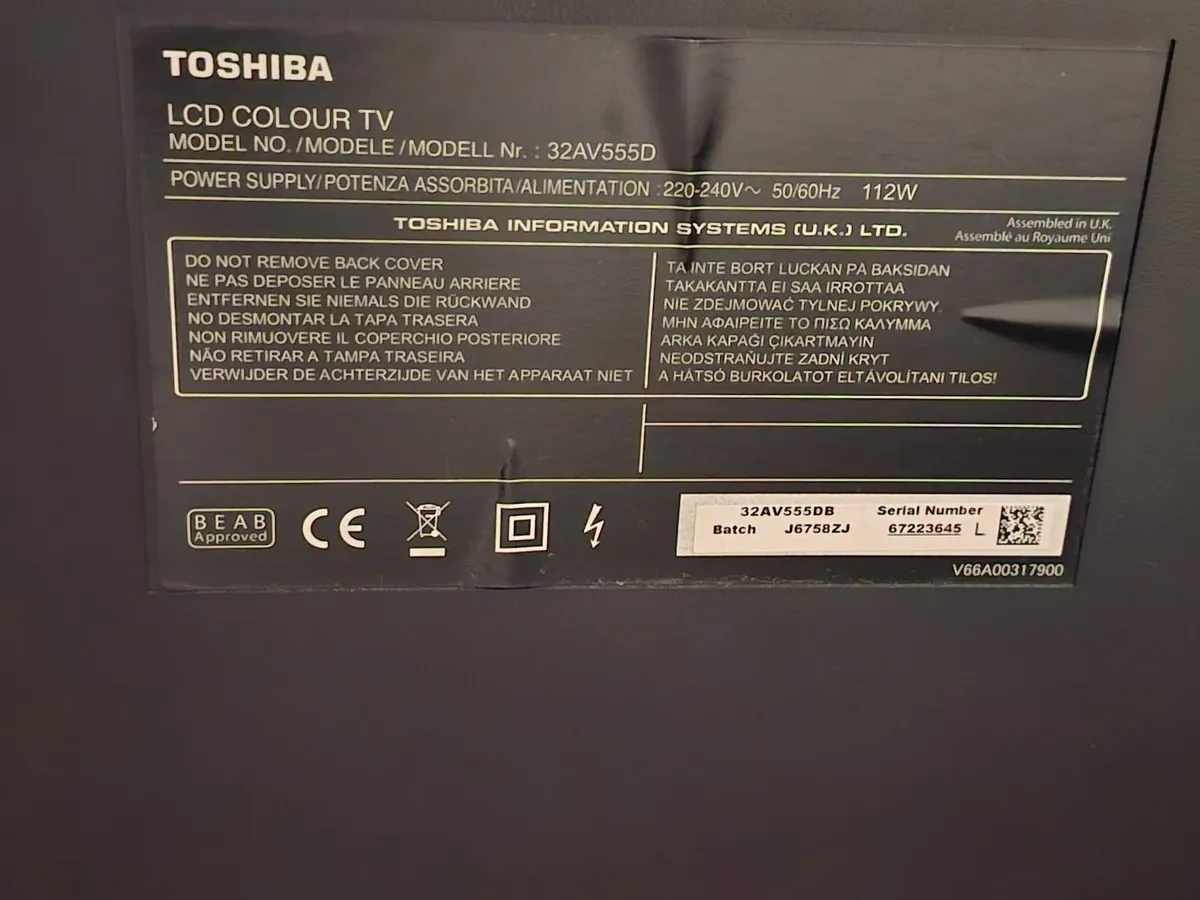 TOSHIBA
LCD COLOUR TV
MODEL NO./MODELE/MODELL Nr. : 32AV555D
POWER SUPPLY/POTENZA ASSORBITA/ALIMENTATION : 220-240V~ 50/60Hz 112W
TOSHIBA INFORMATION SYSTEMS (U.K.) LTD.
Assembled in U.K.
Assemblé au Royaume Uni
DO NOT REMOVE BACK COVER
NE PAS DEPOSER LE PANNEAU ARRIERE
ENTFERNEN SIE NIEMALS DIE RÜCKWAND
NO DESMONTAR LA TAPA TRASERA
NON RIMUOVERE IL COPERCHIO POSTERIORE
NÃO RETIRAR A TAMPA TRASEIRA
VERWIJDER DE ACHTERZIJDE VAN HET APPARAAT NIET
TA INTE BORT LUCKAN PÅ BAKSIDAN
TAKAKANTTA EI SAA IRROTTAA
NIE ZDEJMOWAĆ TYLNEJ POKRYWY.
ΜΗΝ ΑΦΑΙΡΕΙΤΕ ΤΟ ΠΙΣΩ ΚΑΛΥΜΜΑ
ARKA KAPAĞI ÇIKARTMAYIN
NEODSTRAŇUJTE ZADNÍ KRYT
A HÁTSÓ BURKOLATOT ELTÁVOLÍTANI TILOS!
BEAB
Approved
CE
32AV555DB Serial Number
Batch J6758ZJ 67223645 L
V66A00317900